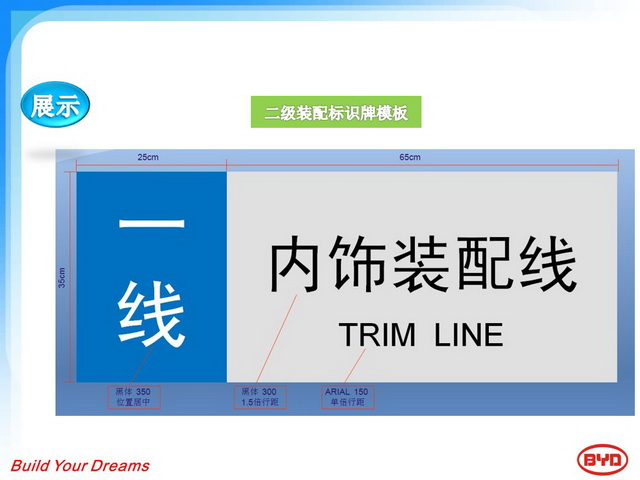 展示
二级装配标识牌模板
25cm
65cm
35cm
一线
内饰装配线
TRIM LINE
黑体 350
位置居中
黑体 300
1.5倍行距
ARIAL 150
单倍行距
Build Your Dreams
BYD